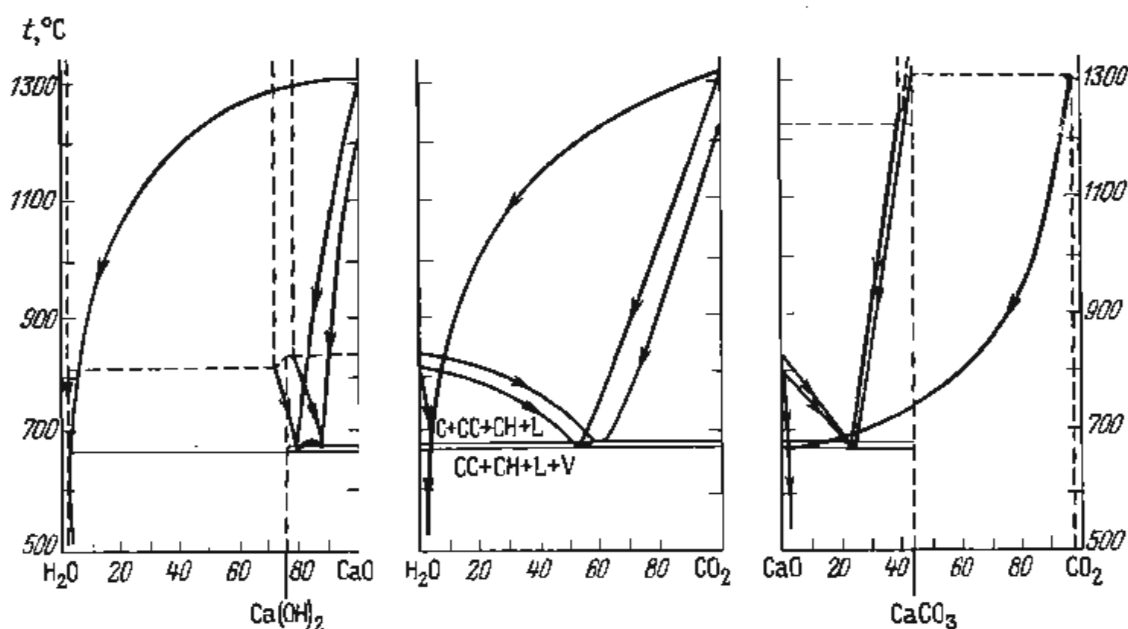 t,°C
1300
1100
900
700
500
1300
1100
900
700
500
C+CC+CH+L
CC+CH+L+V
H₂O 20 40 60 80 CaO
H₂O 20 40 60 80 CO₂
CaO 20 40 60 80 CO₂
Ca(OH)₂
CaCO₃